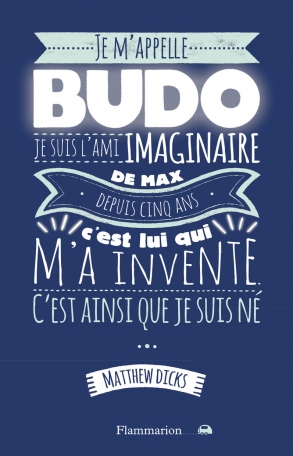 JE M'APPELLE
BUDO
JE SUIS L'AMI IMAGINAIRE
DE MAX
DEPUIS CINQ ANS
c'est lui qui
M'A INVENTÉ.
C'EST AINSI QUE JE SUIS NÉ
...
MATTHEW DICKS
Flammarion